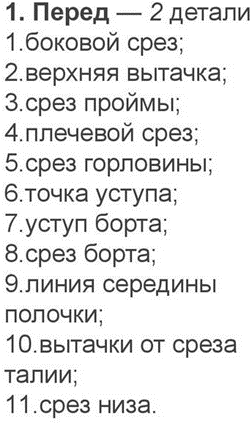 1. Перед — 2 детали
1.боковой срез;
2.верхняя вытачка;
3.срез проймы;
4.плечевой срез;
5.срез горловины;
6.точка уступа;
7.уступ борта;
8.срез борта;
9.линия середины
полочки;
10.вытачки от среза
талии;
11.срез низа.